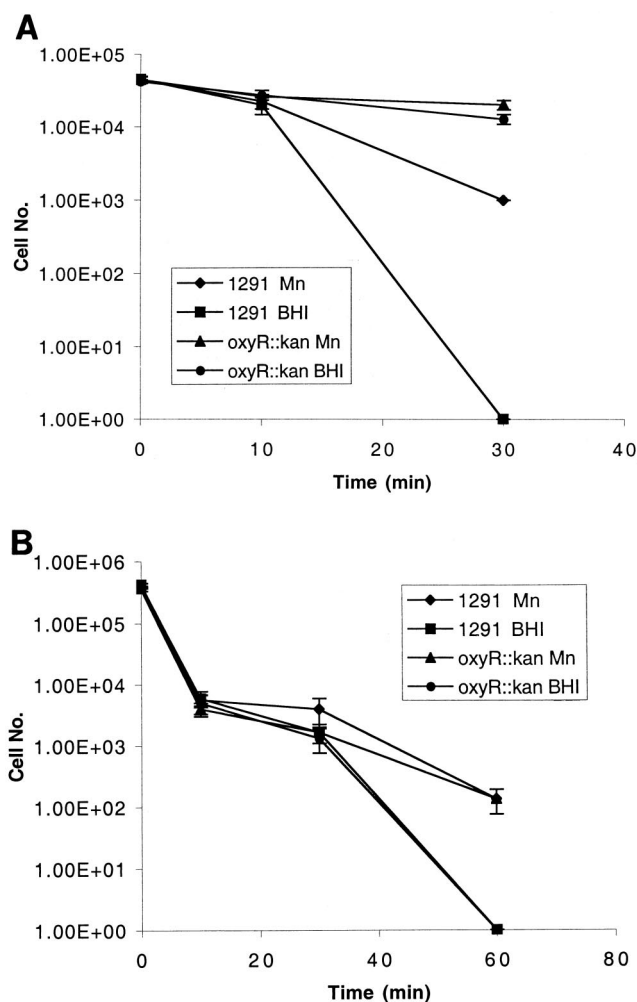 A
1.00E+05
1.00E+04
1.00E+03
1.00E+02
1.00E+01
1.00E+00
Cell No.
1291 Mn
1291 BHI
oxyR::kan Mn
oxyR::kan BHI
0 10 20 30 40
Time (min)
B
1.00E+06
1.00E+05
1.00E+04
1.00E+03
1.00E+02
1.00E+01
1.00E+00
Cell No.
1291 Mn
1291 BHI
oxyR::kan Mn
oxyR::kan BHI
0 20 40 60 80
Time (min)